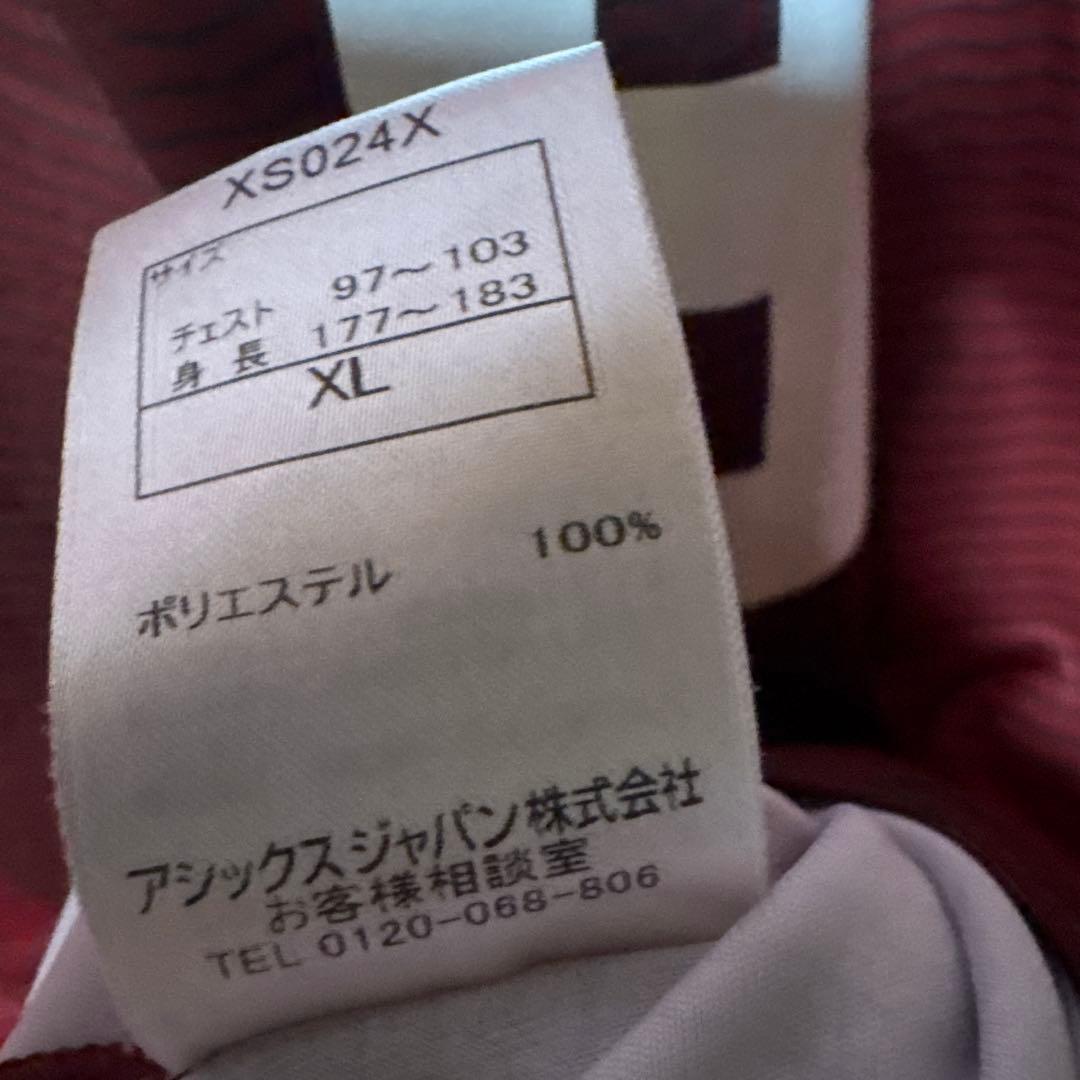 XS024X
サイズ
チェスト 97～103
身長 177～183
XL
ポリエステル 100%
アシックスジャパン株式会社
お客様相談室
TEL 0120-068-806